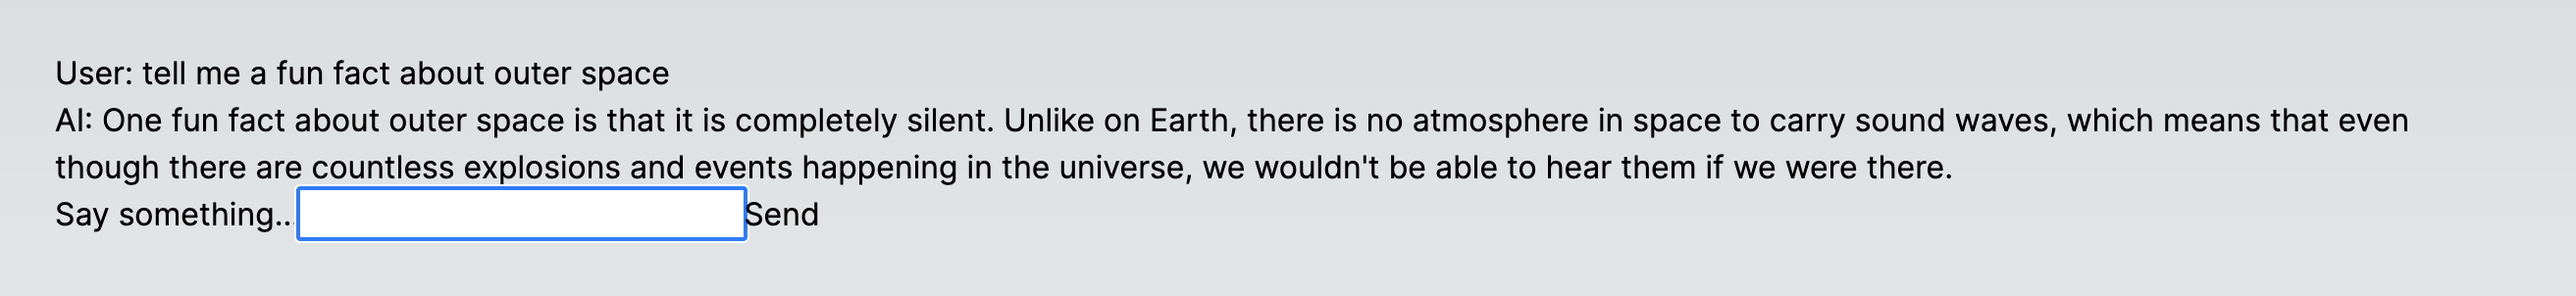 User: tell me a fun fact about outer space
AI: One fun fact about outer space is that it is completely silent. Unlike on Earth, there is no atmosphere in space to carry sound waves, which means that even
though there are countless explosions and events happening in the universe, we wouldn't be able to hear them if we were there.
Say something.. Send